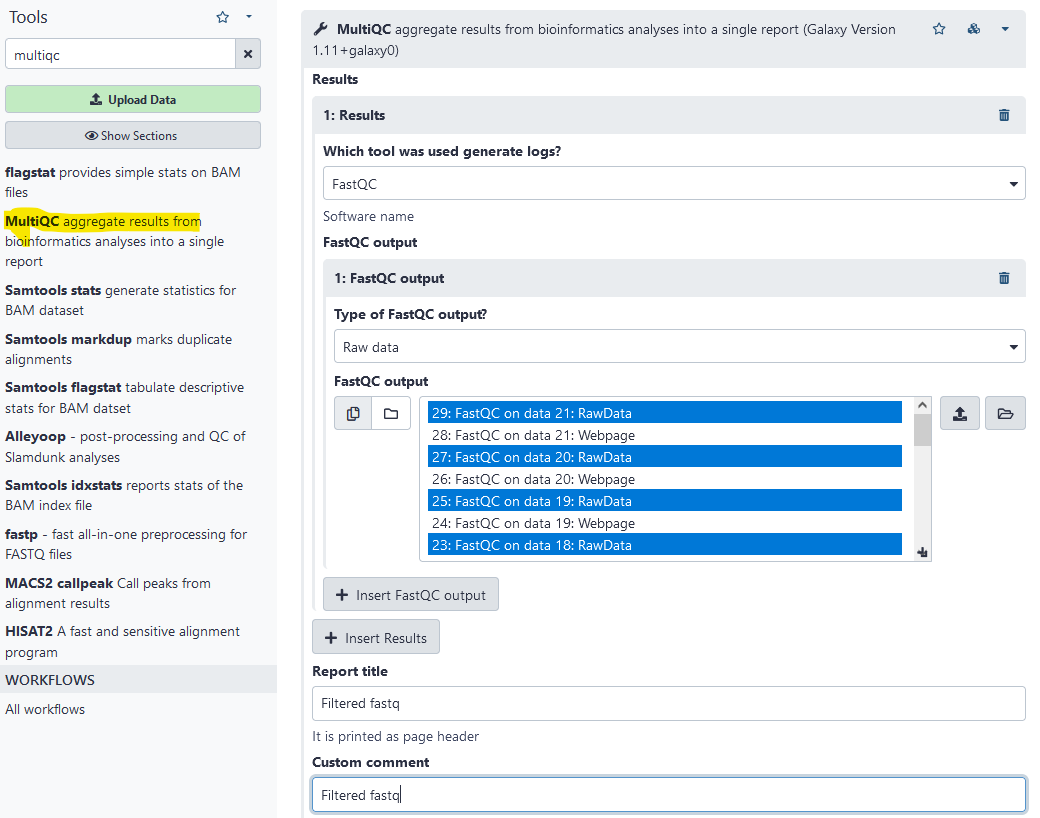 Tools
multiqc
Upload Data
Show Sections
flagstat provides simple stats on BAM
files
MultiQC aggregate results from
bioinformatics analyses into a single
report
Samtools stats generate statistics for
BAM dataset
Samtools markdup marks duplicate
alignments
Samtools flagstat tabulate descriptive
stats for BAM datset
Alleyoop - post-processing and QC of
Slamdunk analyses
Samtools idxstats reports stats of the
BAM index file
fastp - fast all-in-one preprocessing for
FASTQ files
MACS2 callpeak Call peaks from
alignment results
HISAT2 A fast and sensitive alignment
program
WORKFLOWS
All workflows
MultiQC aggregate results from bioinformatics analyses into a single report (Galaxy Version
1.11+galaxy0)
Results
1: Results
Which tool was used generate logs?
FastQC
Software name
FastQC output
1: FastQC output
Type of FastQC output?
Raw data
FastQC output
29: FastQC on data 21: RawData
28: FastQC on data 21: Webpage
27: FastQC on data 20: RawData
26: FastQC on data 20: Webpage
25: FastQC on data 19: RawData
24: FastQC on data 19: Webpage
23: FastQC on data 18: RawData
Insert FastQC output
Insert Results
Report title
Filtered fastq
It is printed as page header
Custom comment
Filtered fastq